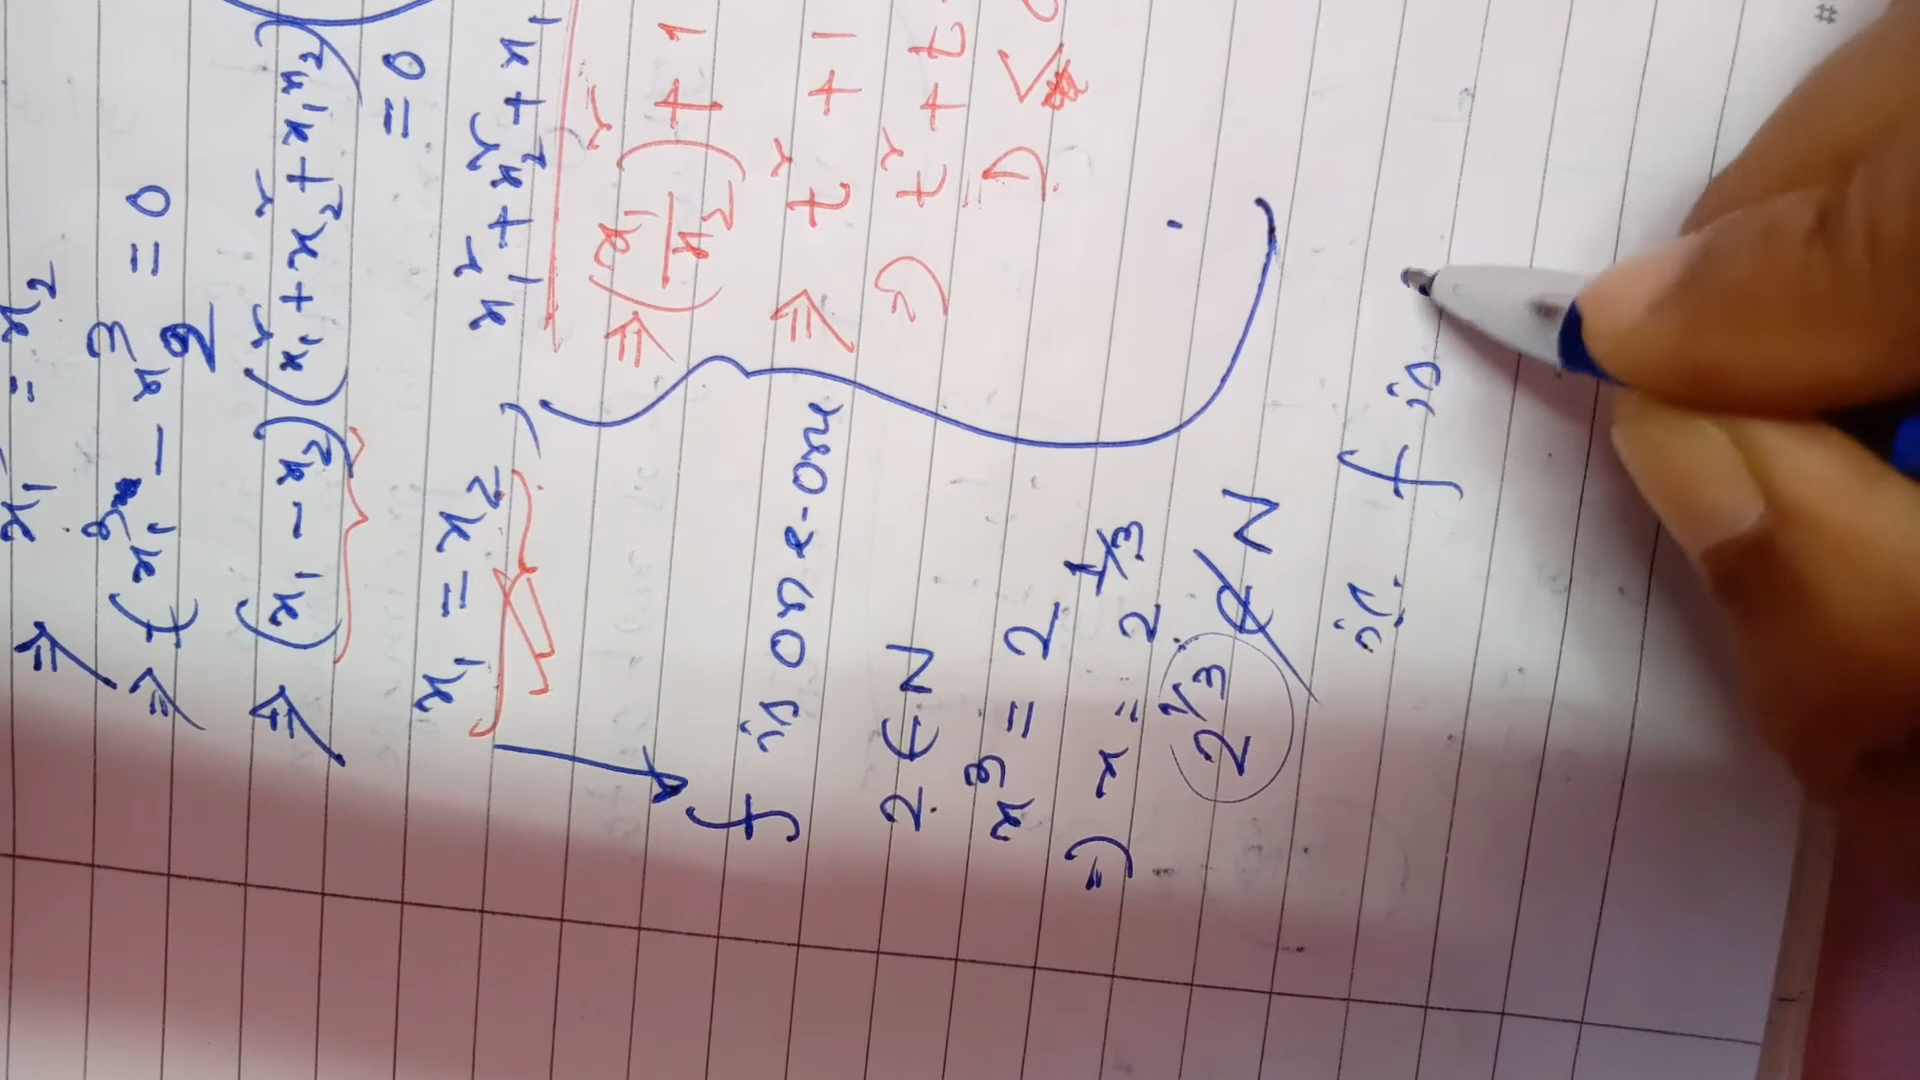 x₁ = x₂
⇒ (x₁³ - x₂³ = 0
⇒ (x₁ - x₂)(x₁² + x₂² + x₁x₂) = 0
x₁ = x₂, x₁² + x₂² + x₁
⇒ (x₁/x₂)² + 1
⇒ t² + 1
⇒ t² + t
D <
f is one-one
2 ∈ N
x³ = 2
⇒ x = 2^1/3
2^1/3 ∉ N
f is